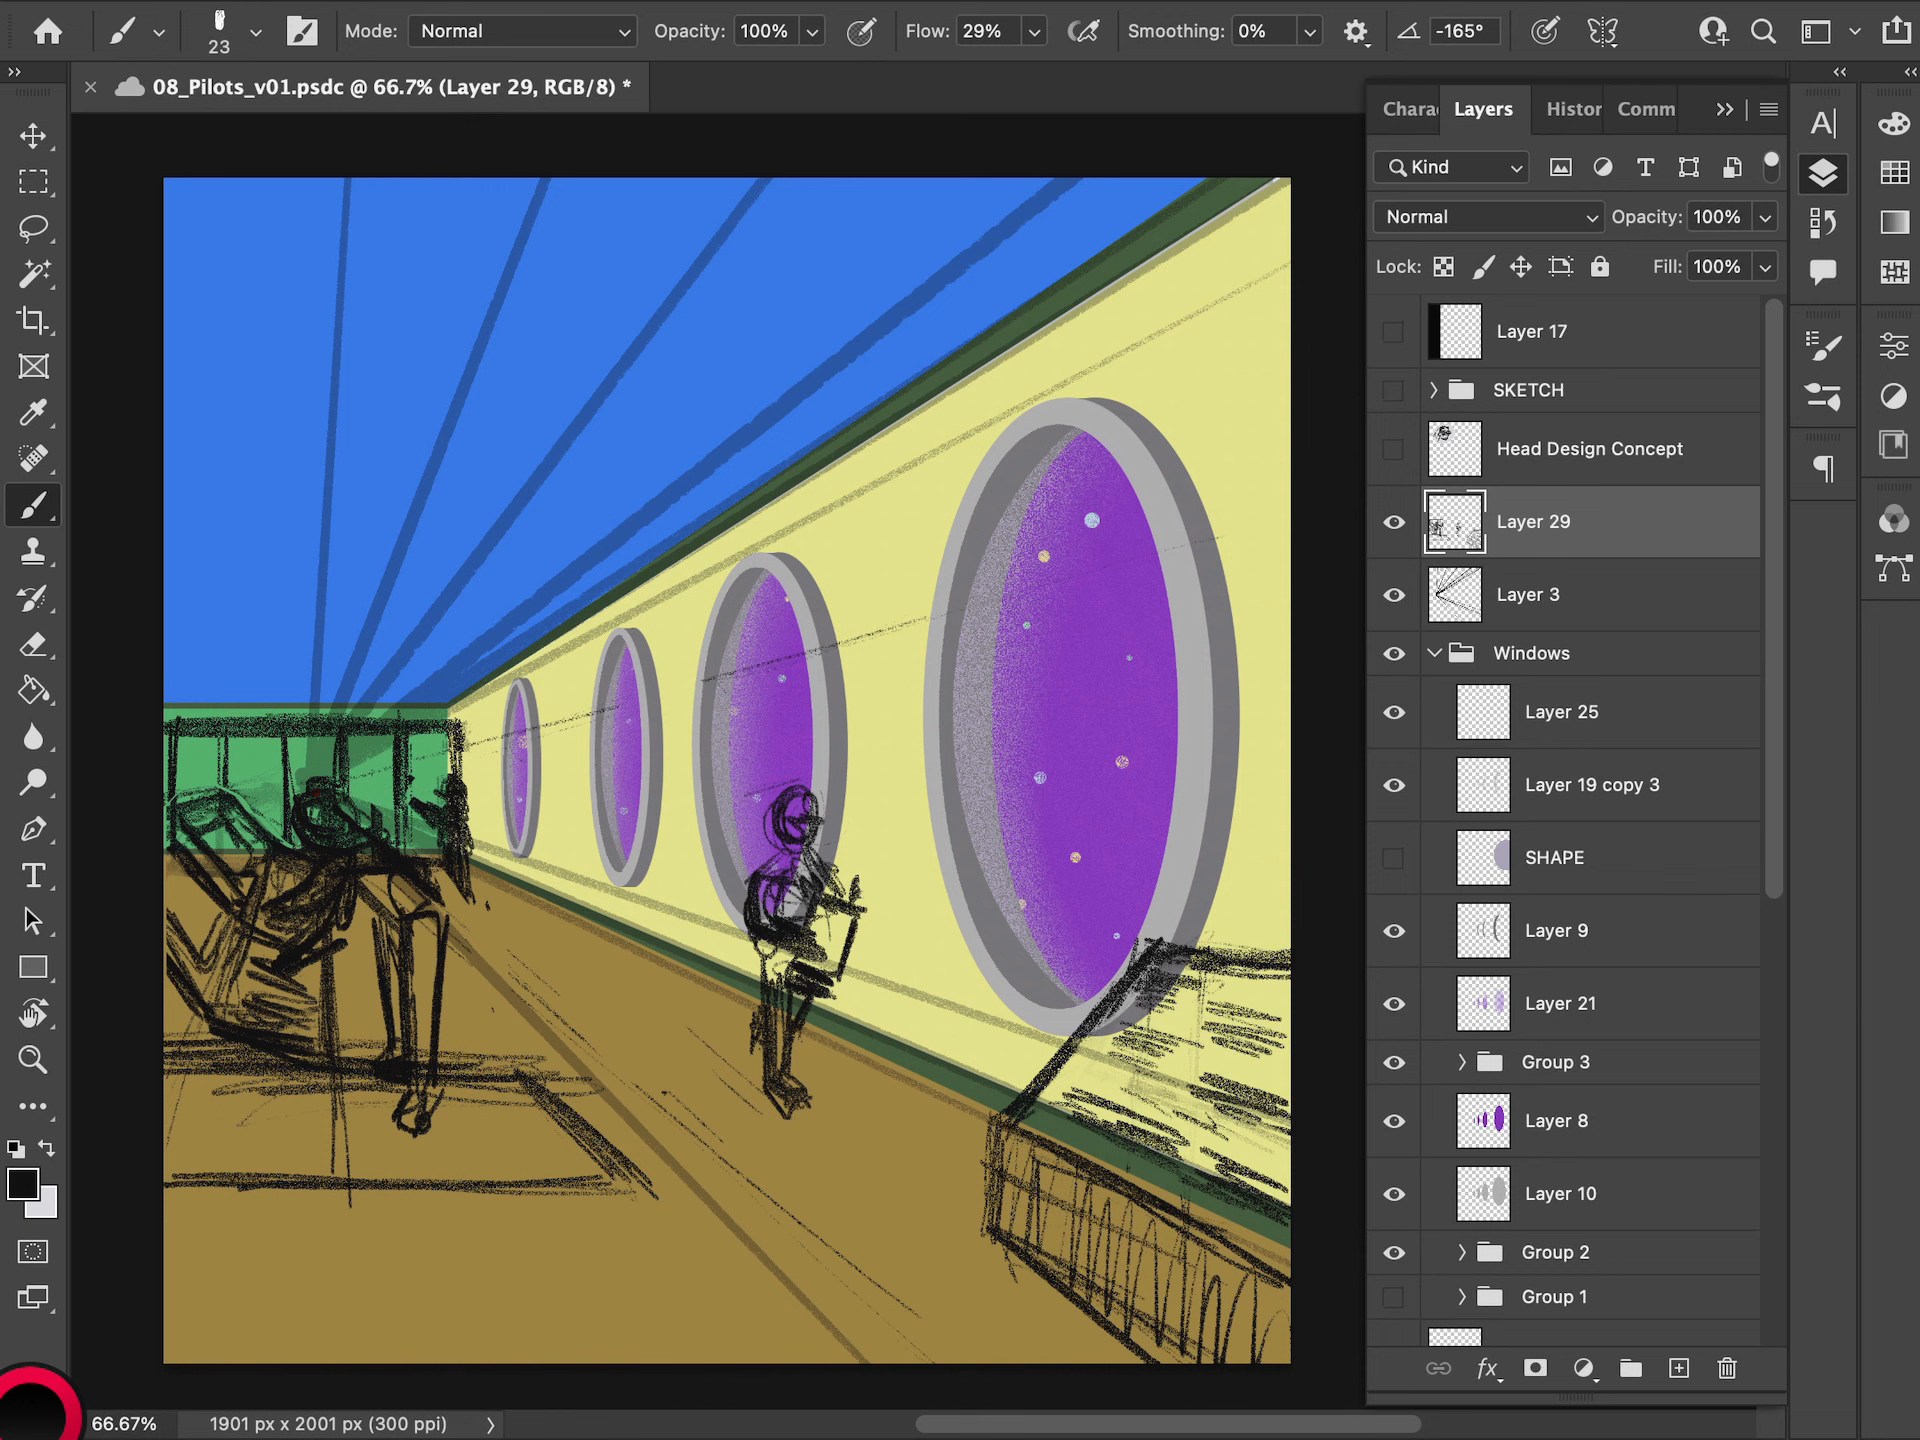 23
Mode: Normal
Opacity: 100%
Flow: 29%
Smoothing: 0%
-165°
08_Pilots_v01.psdc @ 66.7% (Layer 29, RGB/8) *
Charac
Layers
Histor
Comm
Kind
Normal
Opacity: 100%
Lock:
Fill: 100%
Layer 17
SKETCH
Head Design Concept
Layer 29
Layer 3
Windows
Layer 25
Layer 19 copy 3
SHAPE
Layer 9
Layer 21
Group 3
Layer 8
Layer 10
Group 2
Group 1
fx
66.67%
1901 px x 2001 px (300 ppi)